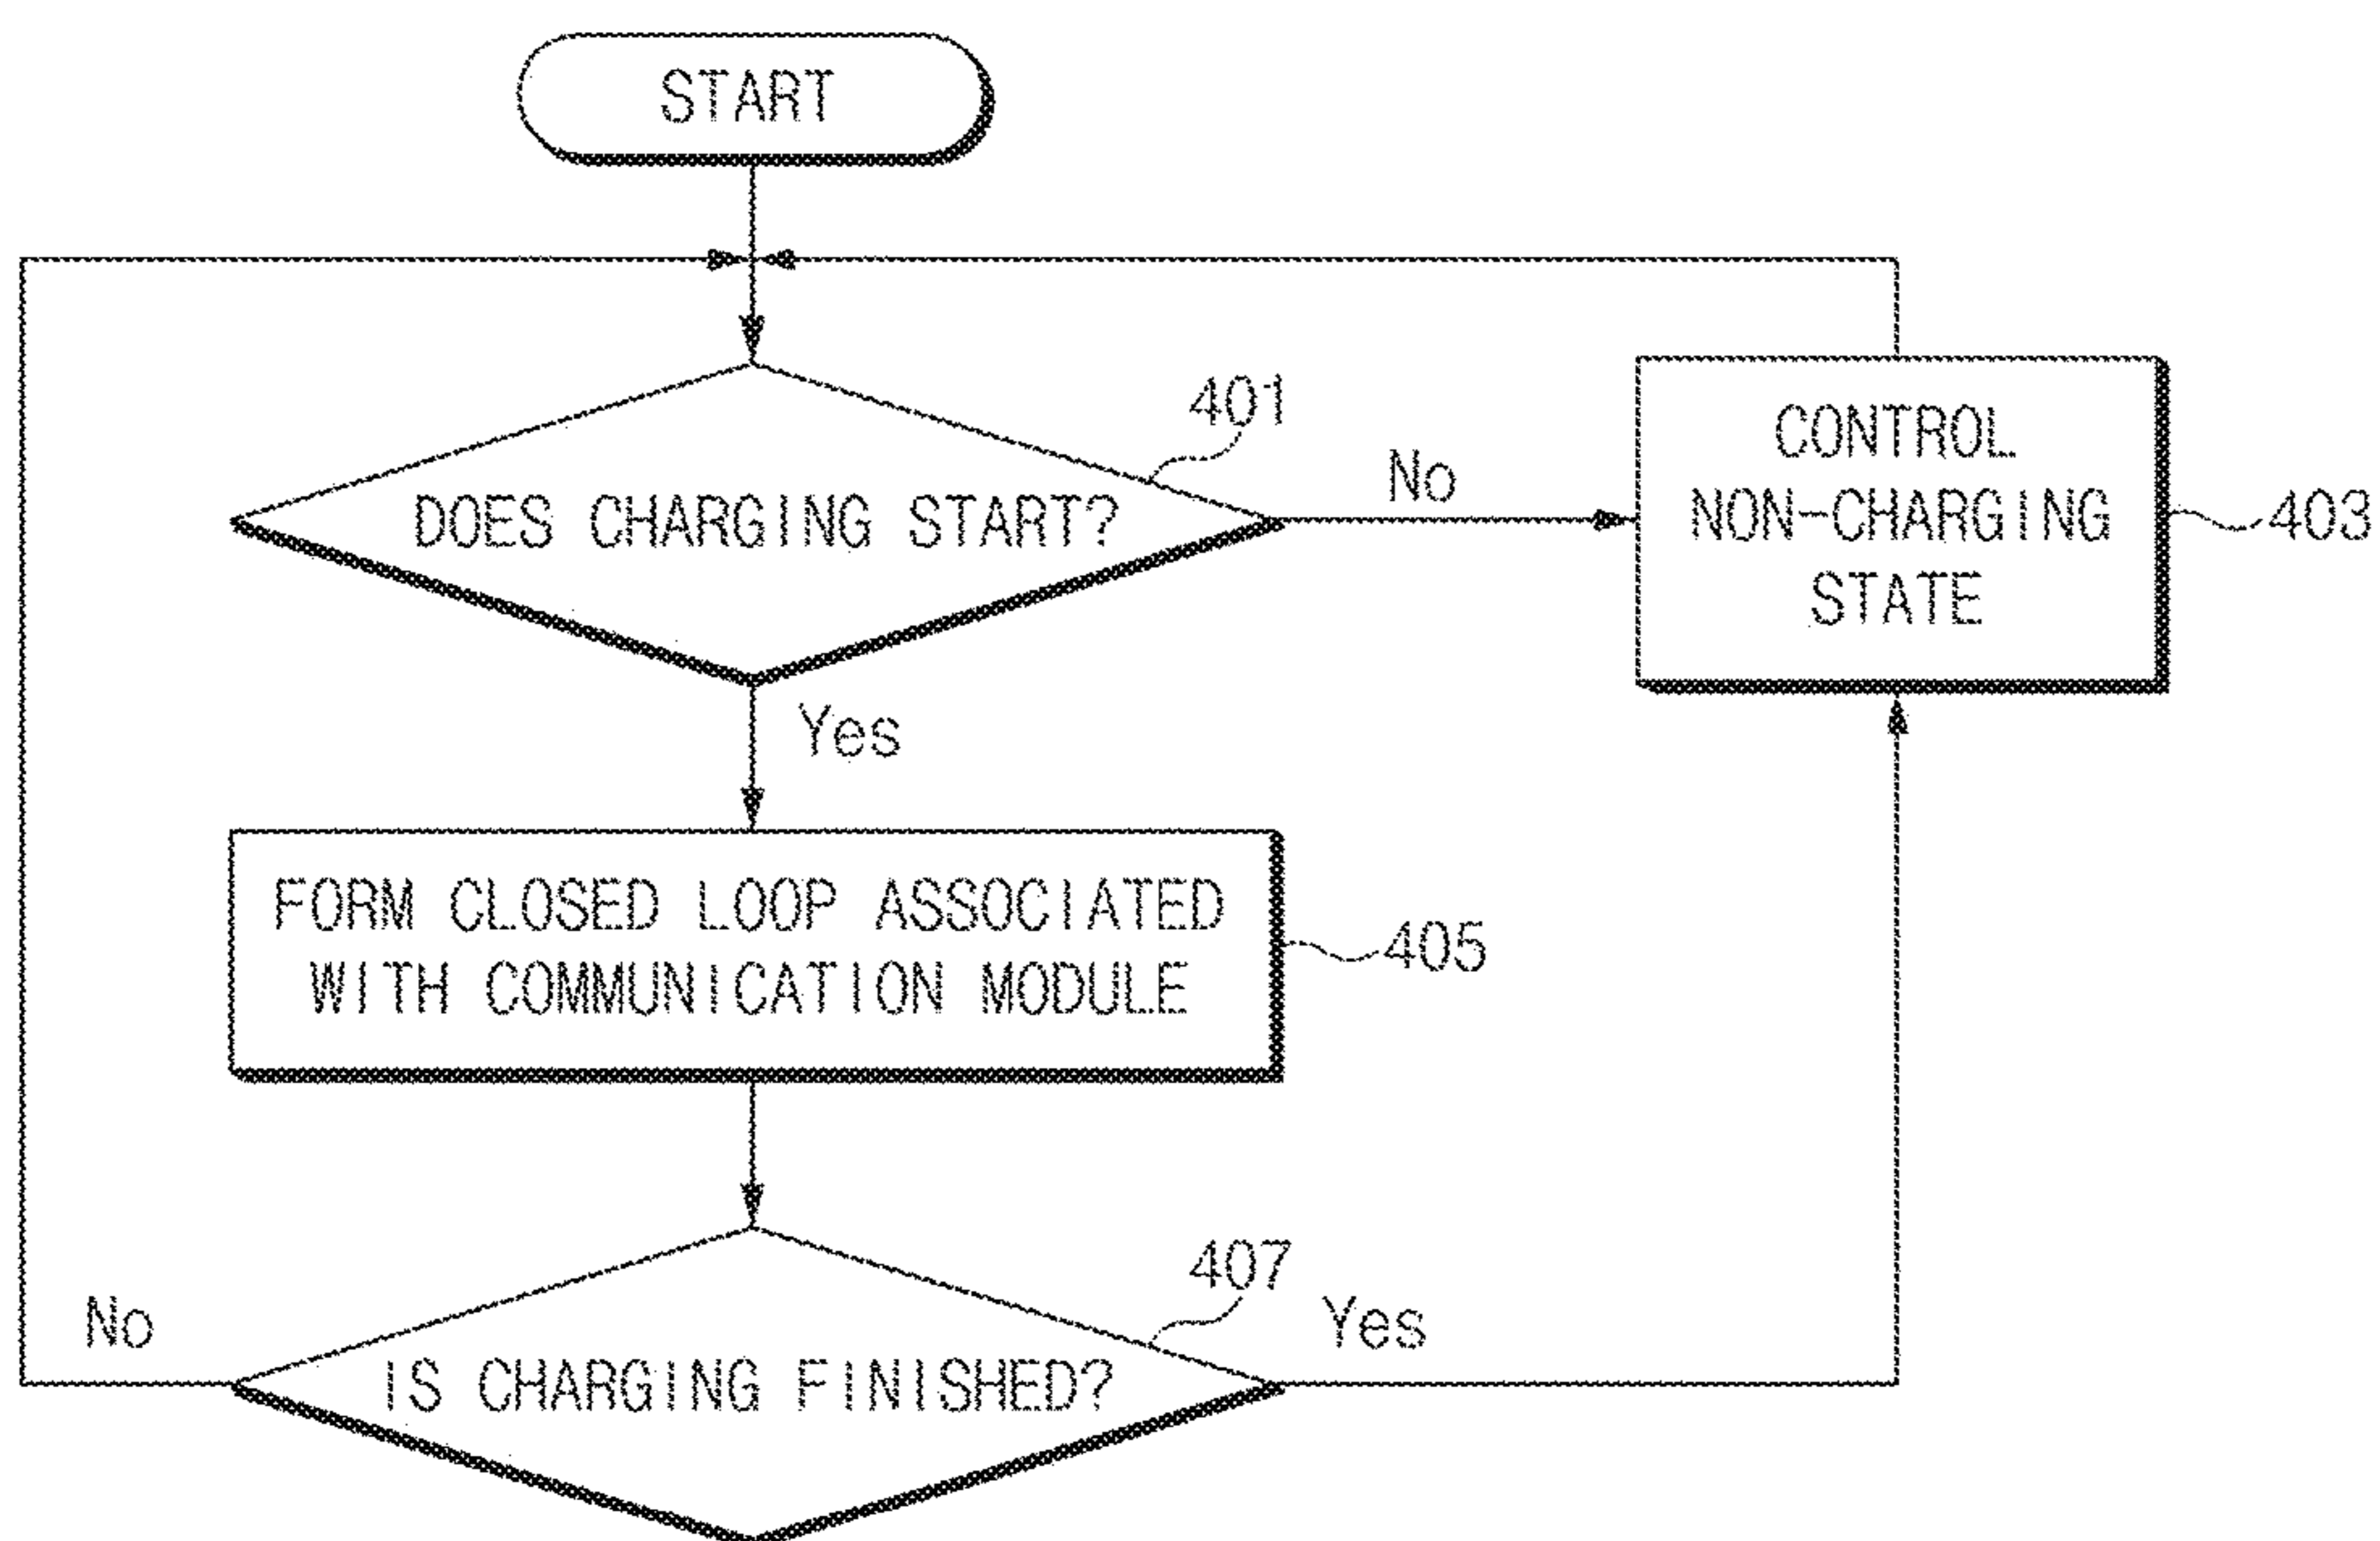 START
401
DOES CHARGING START?
No
CONTROL
NON-CHARGING
STATE
403
Yes
FORM CLOSED LOOP ASSOCIATED
WITH COMMUNICATION MODULE
405
407
No
IS CHARGING FINISHED?
Yes